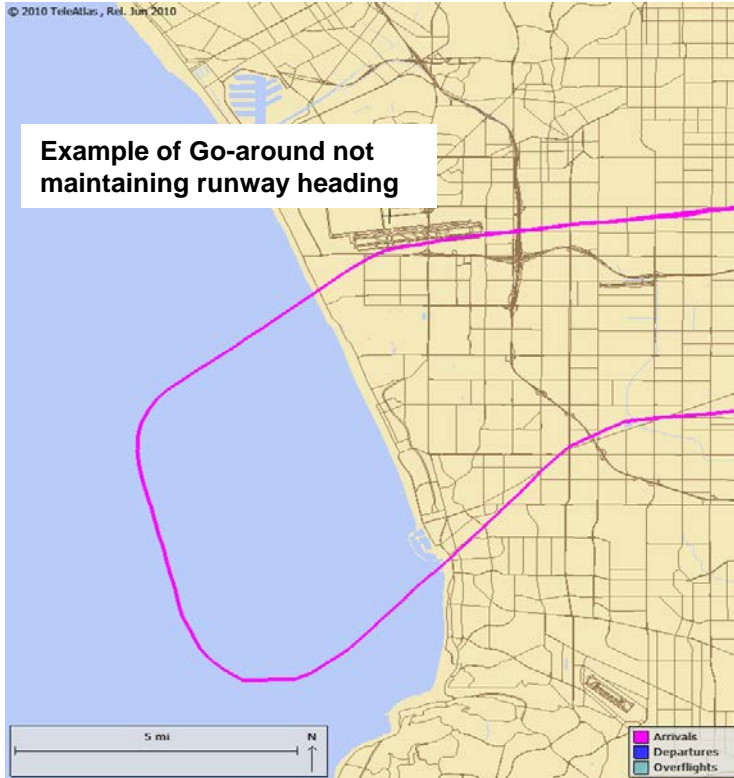 © 2010 TeleAtlas , Rel. Jun 2010
Example of Go-around not
maintaining runway heading
5 mi
N
Arrivals
Departures
Overflights